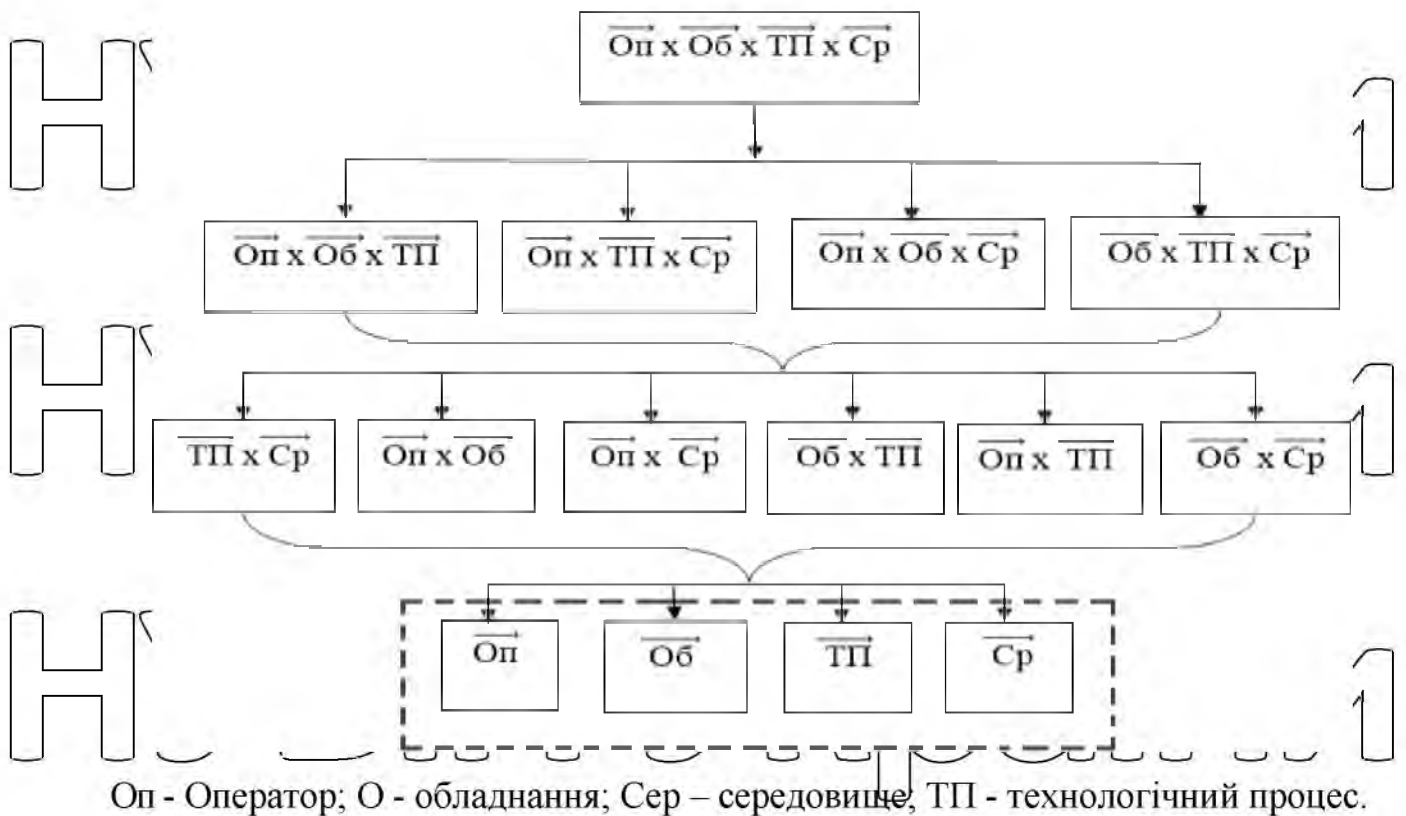 Оп х Об х ТП х Ср
Оп х Об х ТП
Оп х ТП х Ср
Оп х Об х Ср
Об х ТП х Ср
ТП х Ср
Оп х Об
Оп х Ср
Об х ТП
Оп х ТП
Об х Ср
Оп
Об
ТП
Ср
Оп - Оператор; О - обладнання; Сер – середовище; ТП - технологічний процес.